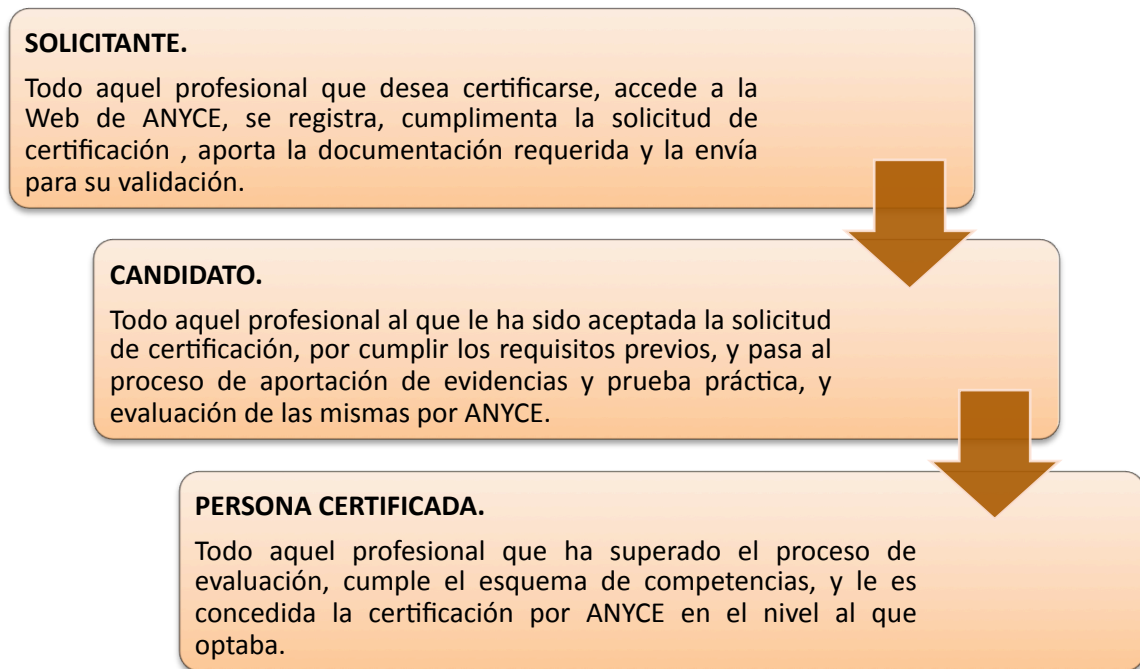 SOLICITANTE.
Todo aquel profesional que desea certificarse, accede a la
Web de ANYCE, se registra, cumplimenta la solicitud de
certificación , aporta la documentación requerida y la envía
para su validación.
CANDIDATO.
Todo aquel profesional al que le ha sido aceptada la solicitud
de certificación, por cumplir los requisitos previos, y pasa al
proceso de aportación de evidencias y prueba práctica, y
evaluación de las mismas por ANYCE.
PERSONA CERTIFICADA.
Todo aquel profesional que ha superado el proceso de
evaluación, cumple el esquema de competencias, y le es
concedida la certificación por ANYCE en el nivel al que
optaba.